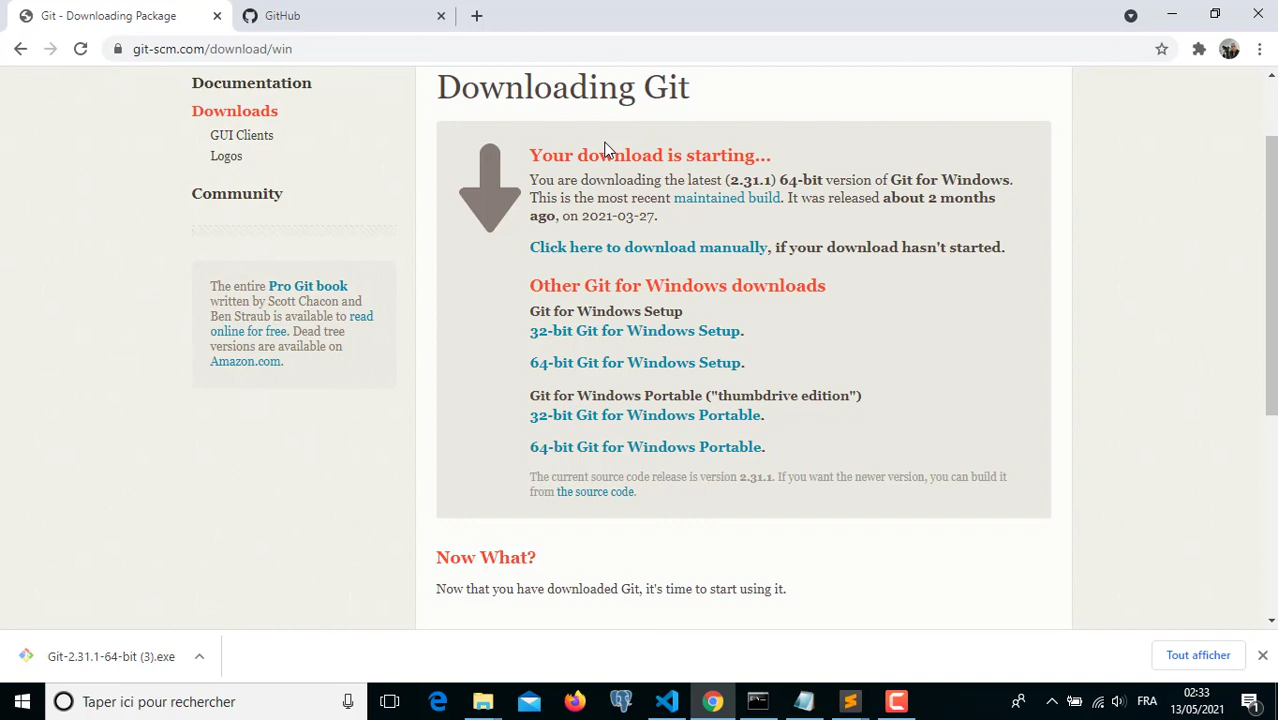 Git - Downloading Package
GitHub
git-scm.com/download/win
Documentation
Downloads
GUI Clients
Logos
Community
The entire Pro Git book
written by Scott Chacon and
Ben Straub is available to read
online for free. Dead tree
versions are available on
Amazon.com.
Downloading Git
Your download is starting...
You are downloading the latest (2.31.1) 64-bit version of Git for Windows.
This is the most recent maintained build. It was released about 2 months
ago, on 2021-03-27.
Click here to download manually, if your download hasn't started.
Other Git for Windows downloads
Git for Windows Setup
32-bit Git for Windows Setup.
64-bit Git for Windows Setup.
Git for Windows Portable ("thumbdrive edition")
32-bit Git for Windows Portable.
64-bit Git for Windows Portable.
The current source code release is version 2.31.1. If you want the newer version, you can build it
from the source code.
Now What?
Now that you have downloaded Git, it's time to start using it.
Git-2.31.1-64-bit (3).exe
Tout afficher
Taper ici pour rechercher
FRA
02:33
13/05/2021
1